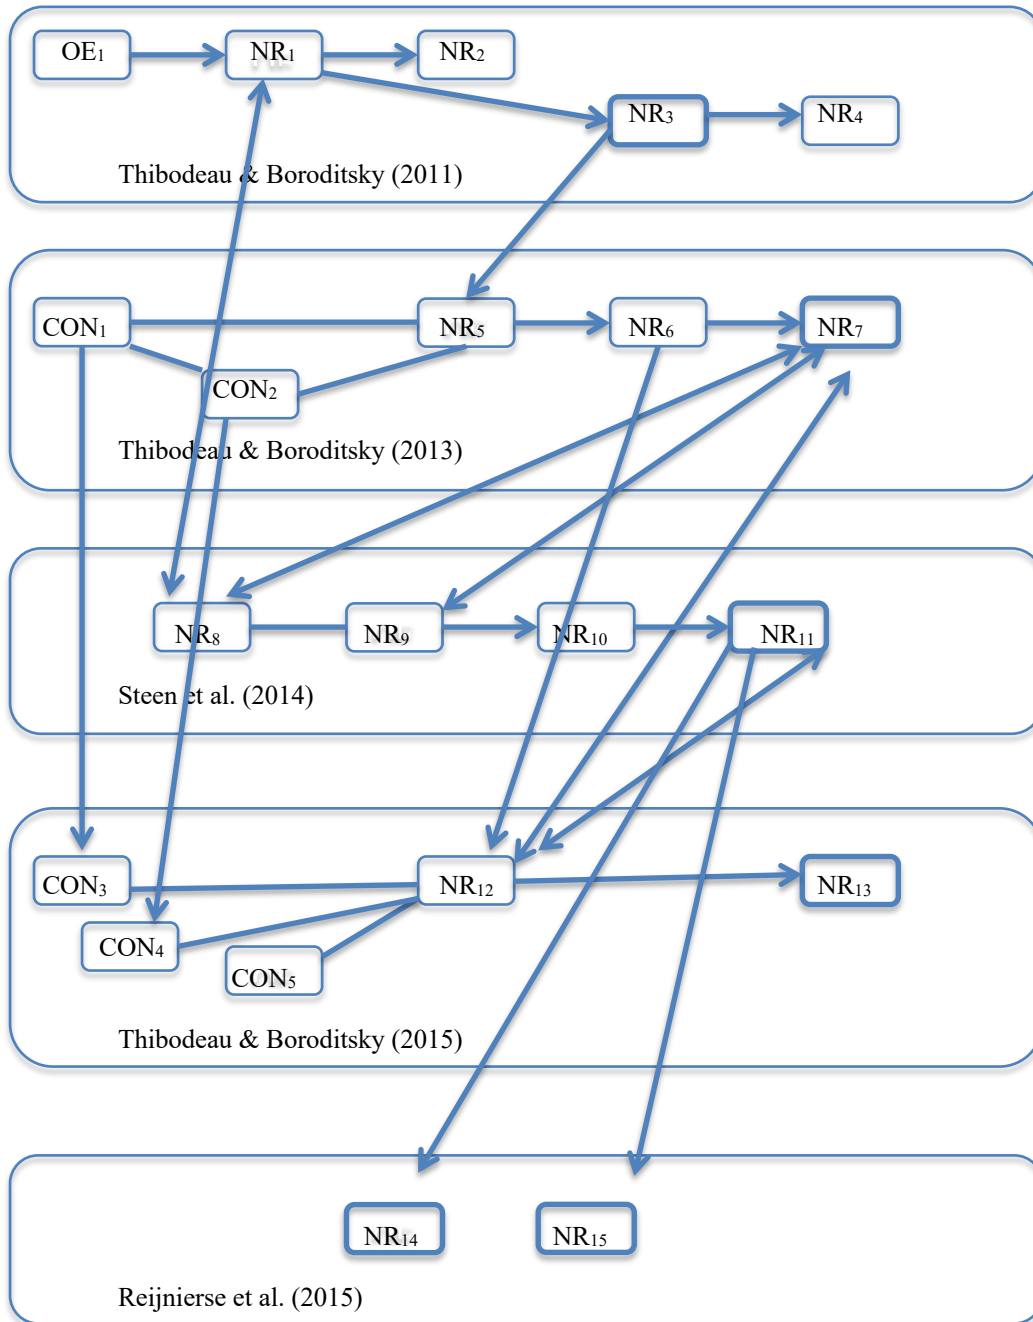 OE₁ NR₁ NR₂
NR₃ NR₄
Thibodeau & Boroditsky (2011)
CON₁ NR₅ NR₆ NR₇
CON₂
Thibodeau & Boroditsky (2013)
NR₈ NR₉ NR₁₀ NR₁₁
Steen et al. (2014)
CON₃ NR₁₂ NR₁₃
CON₄
CON₅
Thibodeau & Boroditsky (2015)
NR₁₄ NR₁₅
Reijnierse et al. (2015)